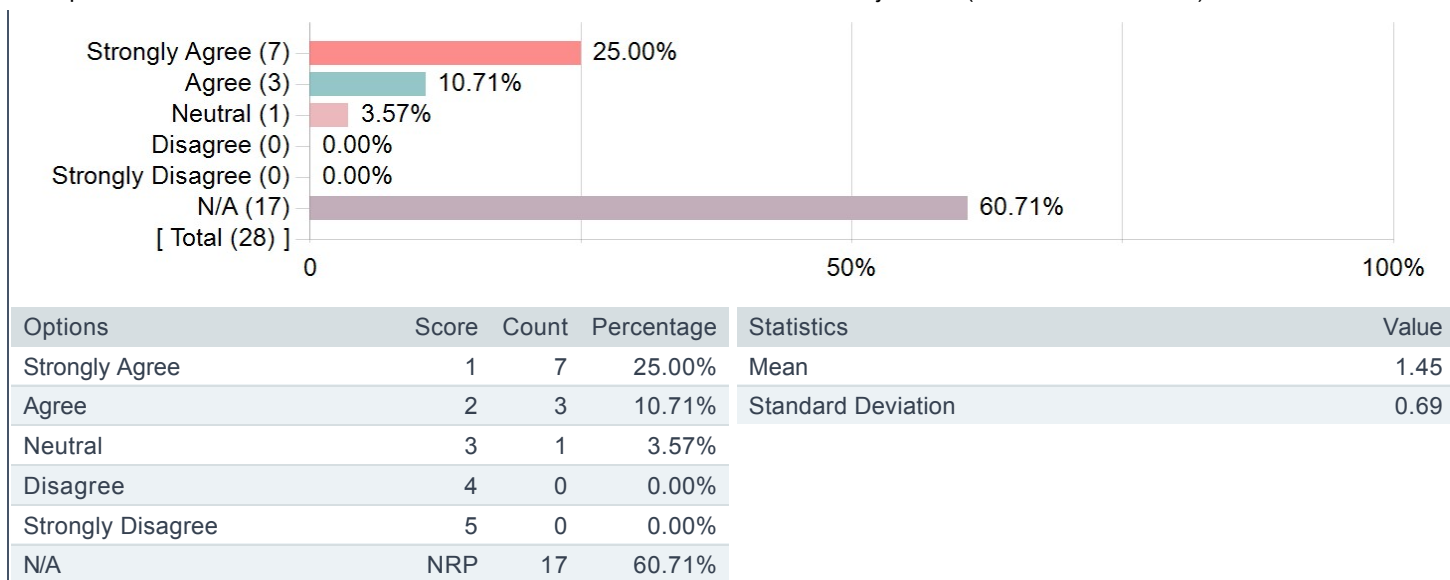 Strongly Agree (7) 25.00%
Agree (3) 10.71%
Neutral (1) 3.57%
Disagree (0) 0.00%
Strongly Disagree (0) 0.00%
N/A (17) 60.71%
[ Total (28) ]
0 50% 100%
Options Score Count Percentage Statistics Value
Strongly Agree 1 7 25.00% Mean 1.45
Agree 2 3 10.71% Standard Deviation 0.69
Neutral 3 1 3.57%
Disagree 4 0 0.00%
Strongly Disagree 5 0 0.00%
N/A NRP 17 60.71%